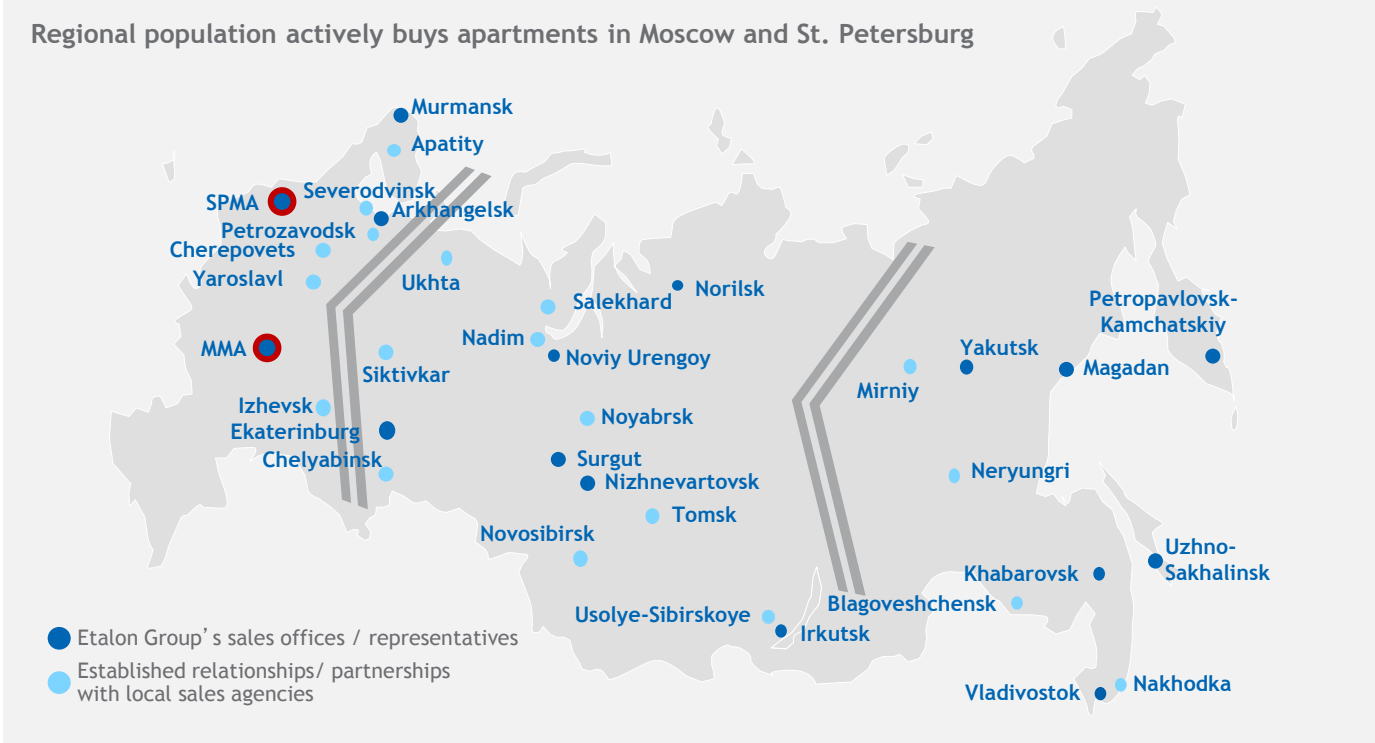 Regional population actively buys apartments in Moscow and St. Petersburg
Murmansk
Apatity
Severodvinsk
SPMA
Arkhangelsk
Petrozavodsk
Cherepovets
Yaroslavl
Ukhta
Salekhard
Norilsk
Petropavlovsk-
Kamchatskiy
Nadim
MMA
Noviy Urengoy
Yakutsk
Magadan
Siktivkar
Mirniy
Izhevsk
Noyabrsk
Ekaterinburg
Chelyabinsk
Surgut
Neryungri
Nizhnevartovsk
Tomsk
Novosibirsk
Uzhno-
Sakhalinsk
Khabarovsk
Blagoveshchensk
Usolye-Sibirskoye
Irkutsk
Etalon Group’s sales offices / representatives
Established relationships/ partnerships
with local sales agencies
Vladivostok
Nakhodka